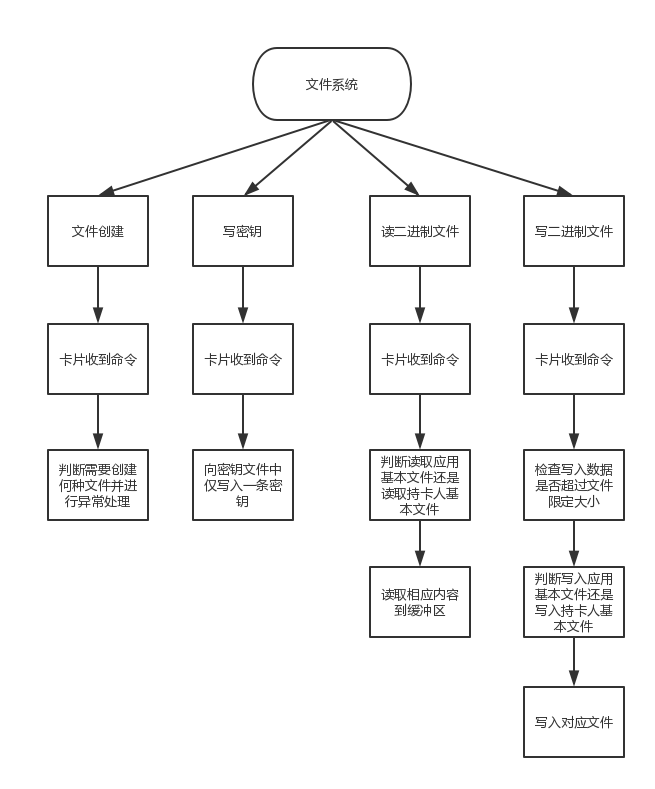 文件系统
文件创建
写密钥
读二进制文件
写二进制文件
卡片收到命令
卡片收到命令
卡片收到命令
卡片收到命令
判断需要创建
何种文件并进
行异常处理
向密钥文件中
仅写入一条密
钥
判断读取应用
基本文件还是
读取持卡人基
本文件
检查写入数据
是否超过文件
限定大小
读取相应内容
到缓冲区
判断写入应用
基本文件还是
写入持卡人基
本文件
写入对应文件